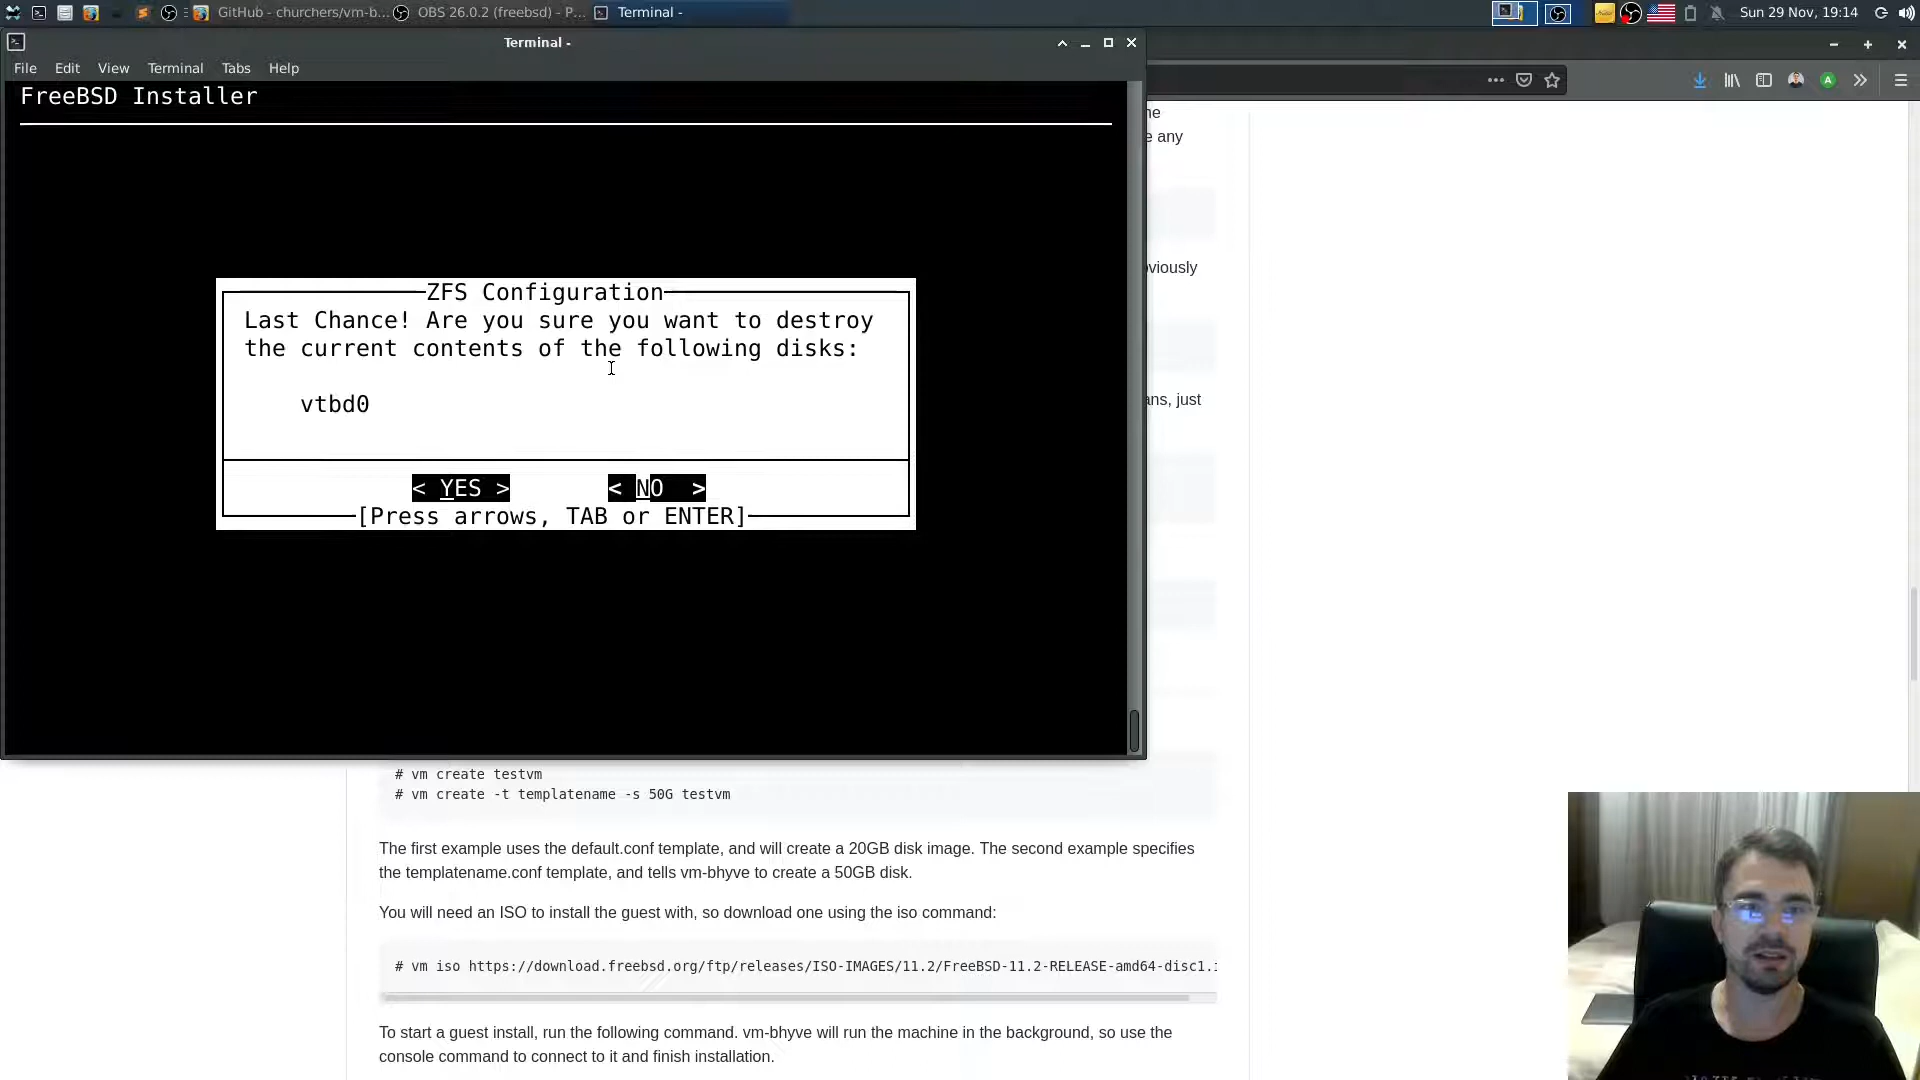 GitHub - churchers/vm-b...
OBS 26.0.2 (freebsd) - P...
Terminal -
Sun 29 Nov, 19:14
Terminal -
File Edit View Terminal Tabs Help
FreeBSD Installer
ZFS Configuration
Last Chance! Are you sure you want to destroy
the current contents of the following disks:
vtbd0
< YES > < NO >
[Press arrows, TAB or ENTER]
e any
ans, just
# vm create testvm
# vm create -t templatename -s 50G testvm
The first example uses the default.conf template, and will create a 20GB disk image. The second example specifies
the templatename.conf template, and tells vm-bhyve to create a 50GB disk.
You will need an ISO to install the guest with, so download one using the iso command:
# vm iso https://download.freebsd.org/ftp/releases/ISO-IMAGES/11.2/FreeBSD-11.2-RELEASE-amd64-disc1.i
To start a guest install, run the following command. vm-bhyve will run the machine in the background, so use the
console command to connect to it and finish installation.